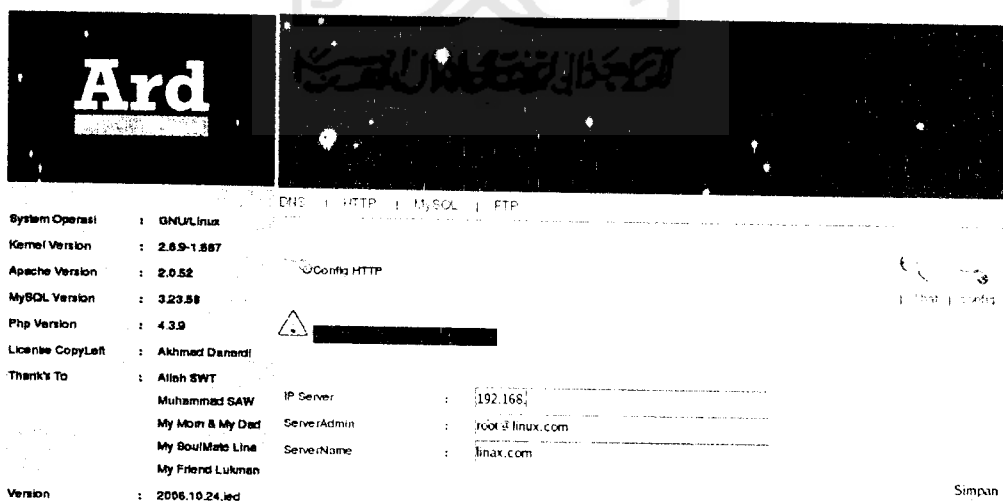 Ard
DNS | HTTP | MySQL | FTP
System Operasi : GNU/Linux
Kernel Version : 2.6.9-1.667
Apache Version : 2.0.52
MySQL Version : 3.23.58
Php Version : 4.3.9
License CopyLeft : Akhmad Danardi
Thank's To : Allah SWT
Muhammad SAW
My Mom & My Dad
My SoulMate Line
My Friend Lukman
Version : 2006.10.24.ied
Config HTTP
| Config
IP Server : 192.168.
ServerAdmin : root@linux.com
ServerName : linax.com
Simpan